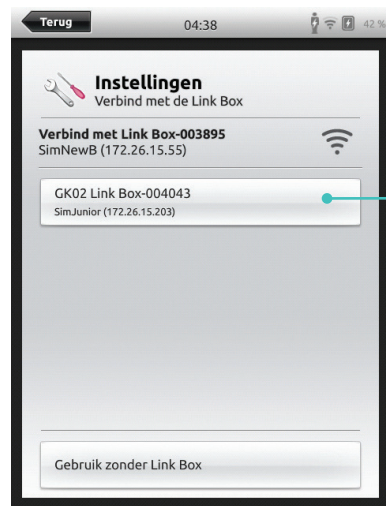 Terug
04:38
42 %
Instellingen
Verbind met de Link Box
Verbind met Link Box-003895
SimNewB (172.26.15.55)
GK02 Link Box-004043
SimJunior (172.26.15.203)
Gebruik zonder Link Box